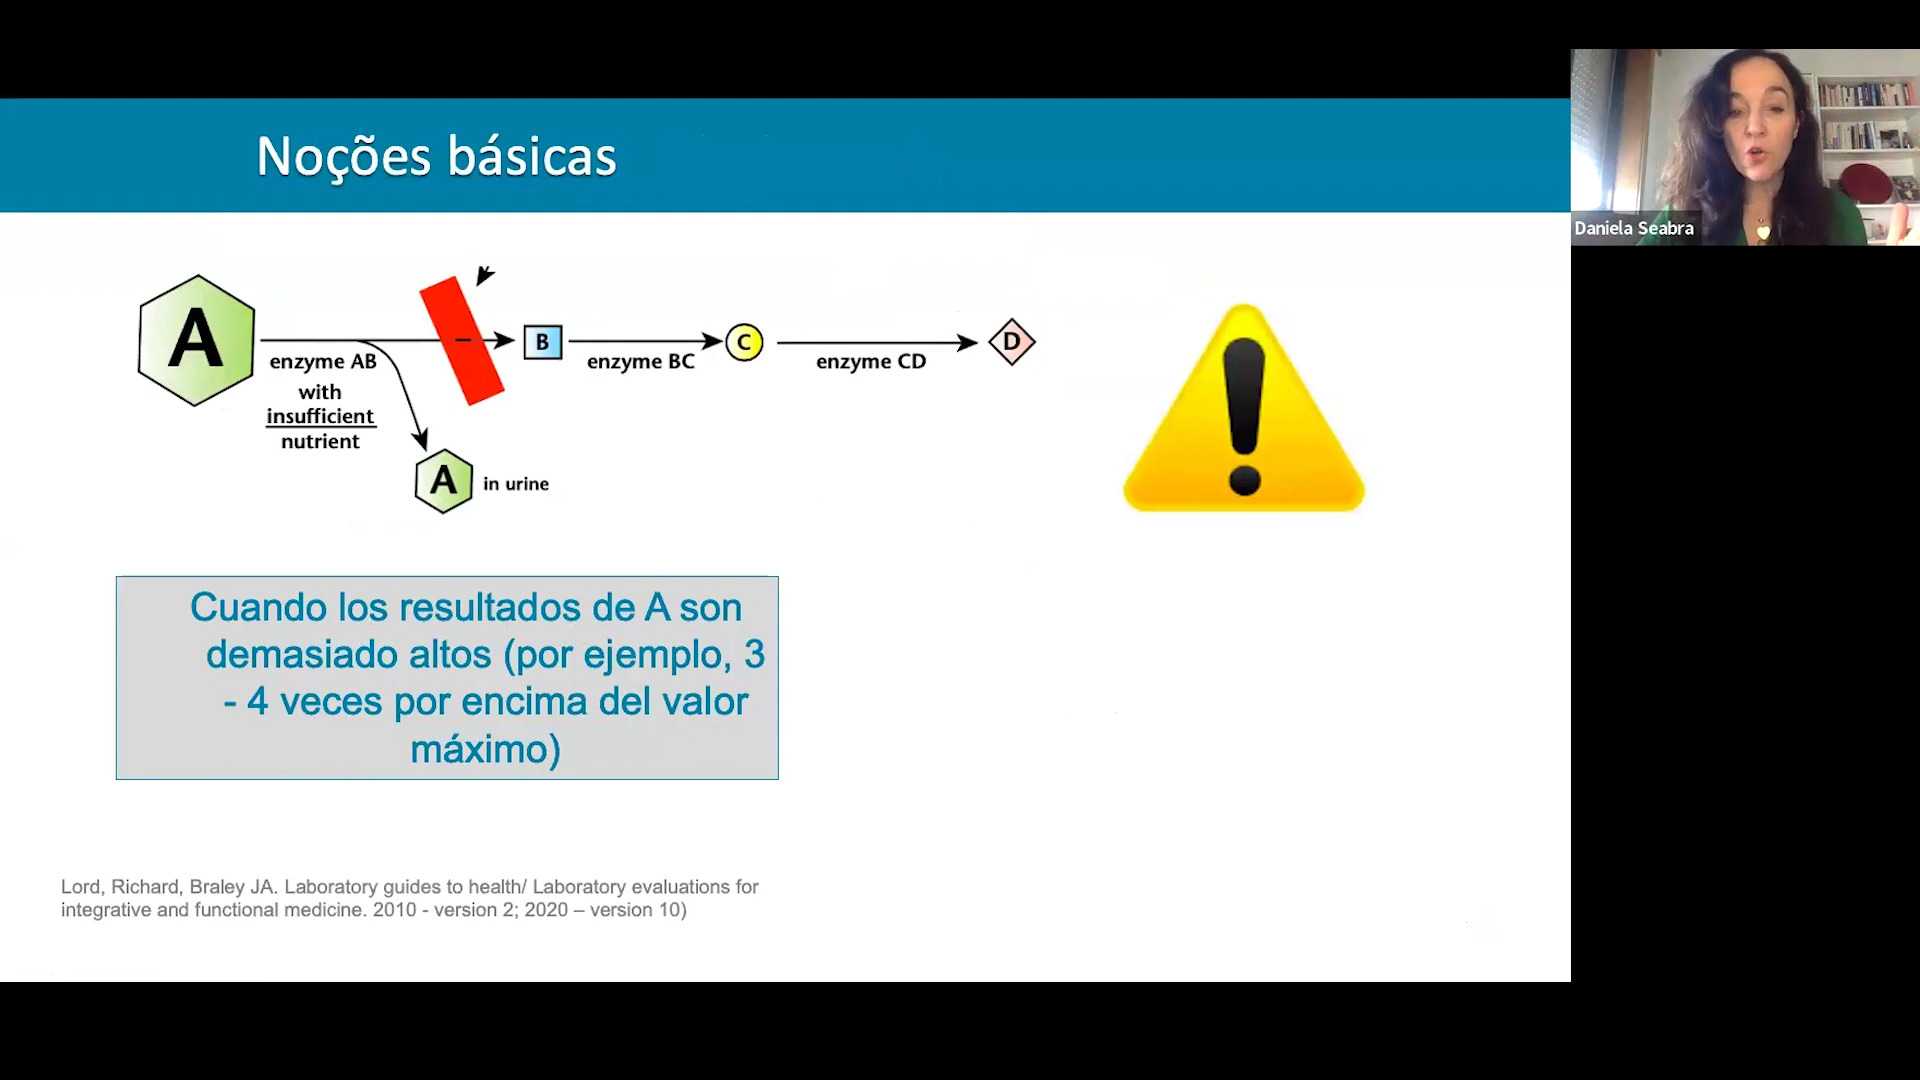 Noções básicas
Daniela Seabra
A
enzyme AB
with
insufficient
nutrient
B
enzyme BC
C
enzyme CD
D
A
in urine
Cuando los resultados de A son
demasiado altos (por ejemplo, 3
- 4 veces por encima del valor
máximo)
Lord, Richard, Braley JA. Laboratory guides to health/ Laboratory evaluations for
integrative and functional medicine. 2010 - version 2; 2020 – version 10)